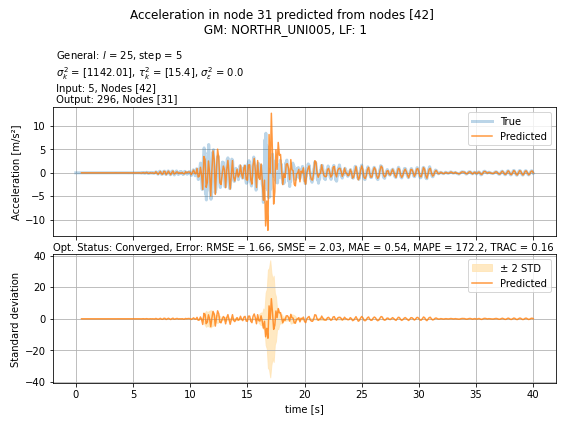 Acceleration in node 31 predicted from nodes [42]
GM: NORTHR_UNI005, LF: 1
General: l = 25, step = 5
σ²ₖ = [1142.01], τ²ₖ = [15.4], σ²_ε = 0.0
Input: 5, Nodes [42]
Output: 296, Nodes [31]
True
Predicted
Acceleration [m/s²]
10
5
0
−5
−10
Opt. Status: Converged, Error: RMSE = 1.66, SMSE = 2.03, MAE = 0.54, MAPE = 172.2, TRAC = 0.16
± 2 STD
Predicted
Standard deviation
40
20
0
−20
−40
0 5 10 15 20 25 30 35 40
time [s]